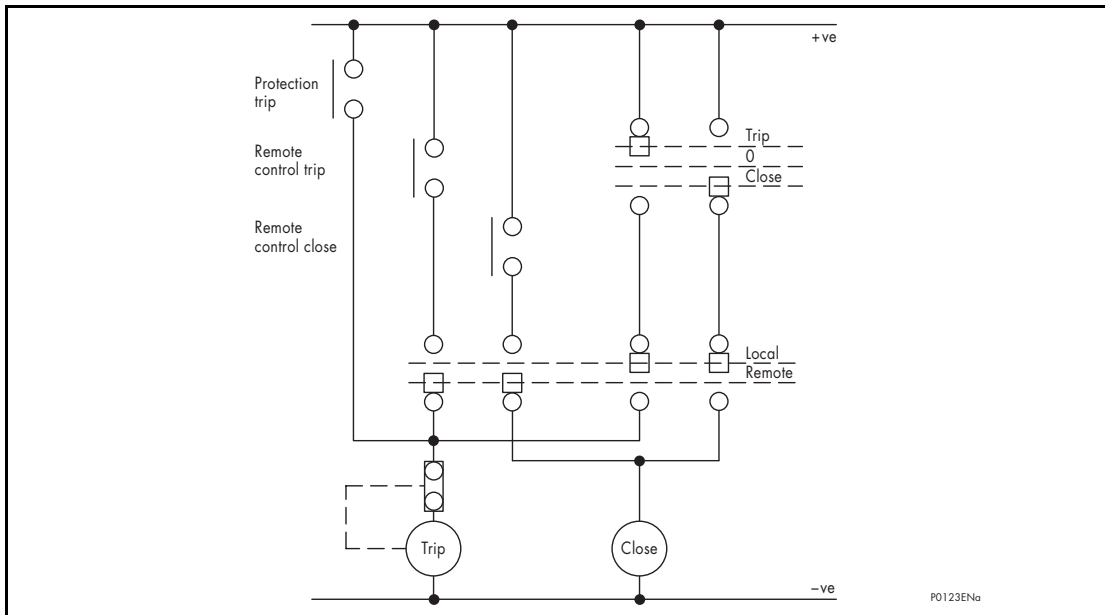 +ve
Protection
trip
Trip
Remote
control trip
0
Close
Remote
control close
Local
Remote
Trip
Close
–ve
P0123ENa